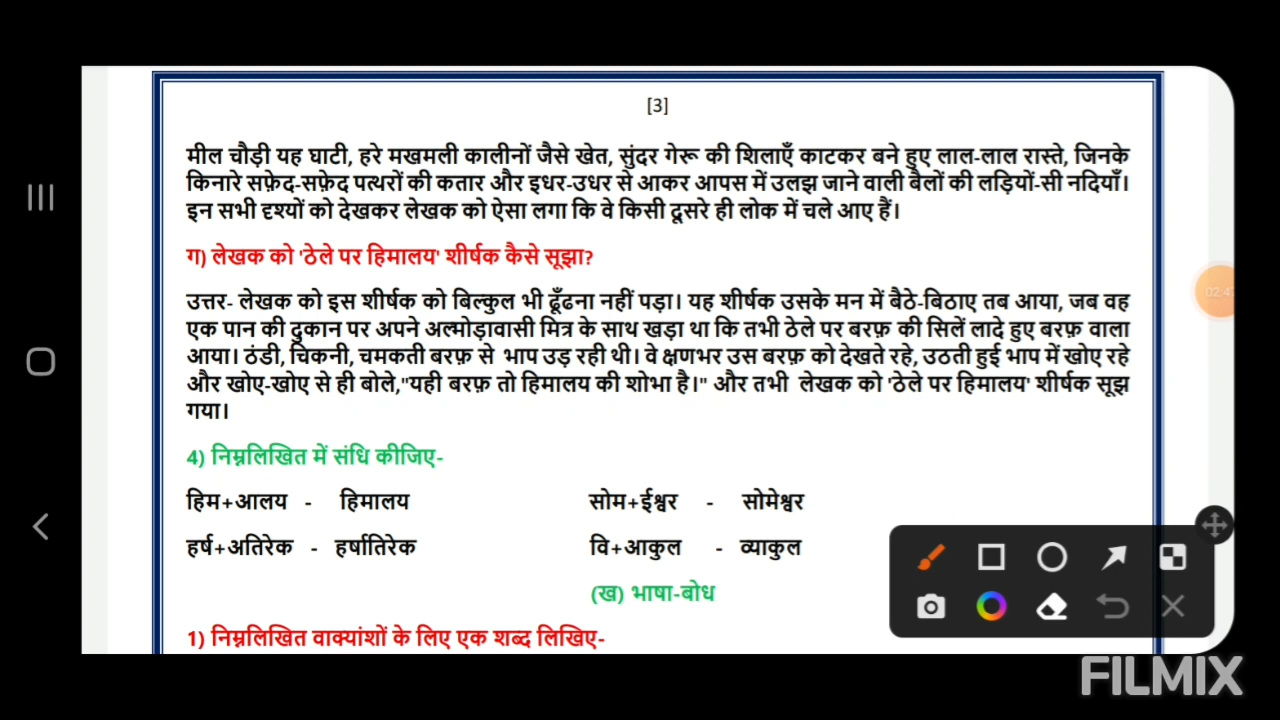 [3]
मील चौड़ी यह घाटी, हरे मखमली कालीनों जैसे खेत, सुंदर गेरू की शिलाएँ काटकर बने हुए लाल-लाल रास्ते, जिनके
किनारे सफ़ेद-सफ़ेद पत्थरों की कतार और इधर-उधर से आकर आपस में उलझ जाने वाली बेलों की लड़ियों-सी नदियाँ।
इन सभी दृश्यों को देखकर लेखक को ऐसा लगा कि वे किसी दूसरे ही लोक में चले आए हैं।
ग) लेखक को 'ठेले पर हिमालय' शीर्षक कैसे सूझा?
उत्तर- लेखक को इस शीर्षक को बिल्कुल भी ढूँढना नहीं पड़ा। यह शीर्षक उसके मन में बैठे-बिठाए तब आया, जब वह
एक पान की दुकान पर अपने अल्मोड़ावासी मित्र के साथ खड़ा था कि तभी ठेले पर बरफ़ की सिलें लादे हुए बरफ़ वाला
आया। ठंडी, चिकनी, चमकती बरफ़ से भाप उड़ रही थी। वे क्षणभर उस बरफ़ को देखते रहे, उठती हुई भाप में खोए रहे
और खोए-खोए से ही बोले,"यही बरफ़ तो हिमालय की शोभा है।" और तभी लेखक को 'ठेले पर हिमालय' शीर्षक सूझ
गया।
4) निम्नलिखित में संधि कीजिए-
हिम+आलय - हिमालय सोम+ईश्वर - सोमेश्वर
हर्ष+अतिरेक - हर्षातिरेक वि+आकुल - व्याकुल
(ख) भाषा-बोध
1) निम्नलिखित वाक्यांशों के लिए एक शब्द लिखिए-
FILMIX